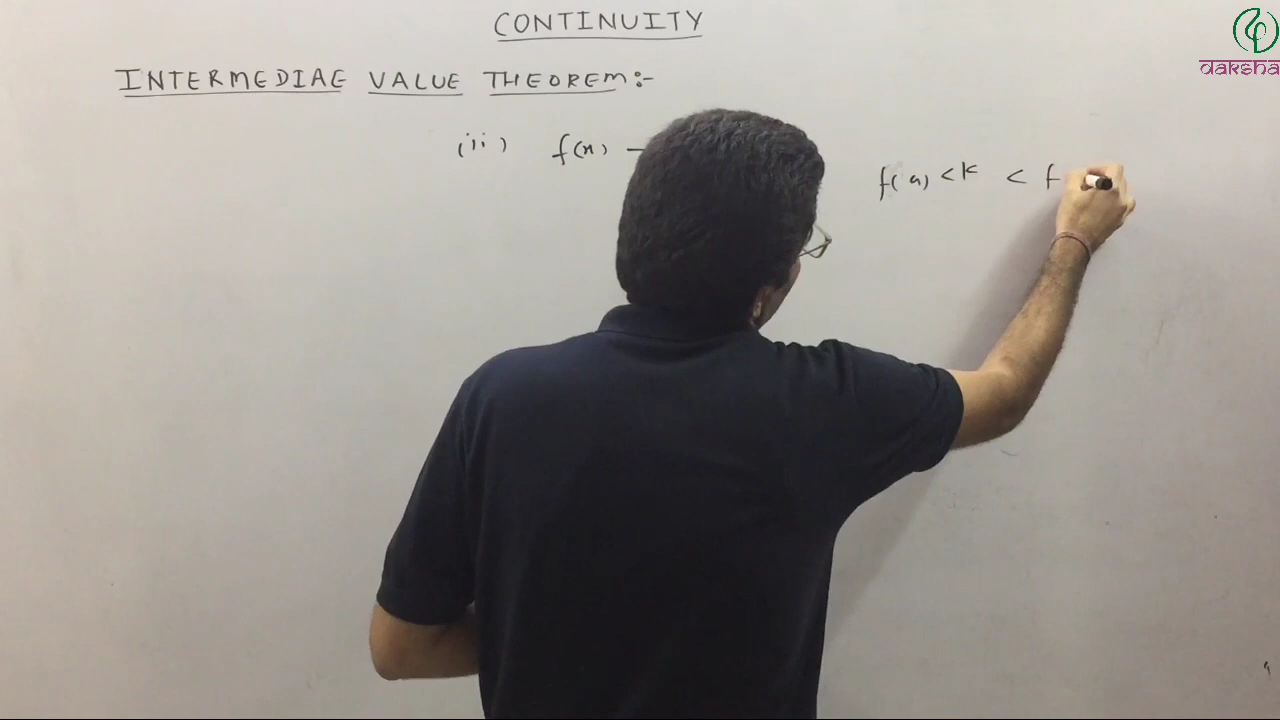 CONTINUITY
daksha
INTERMEDIAE VALUE THEOREM:-
(ii) f(x) –
f(a) < k < f